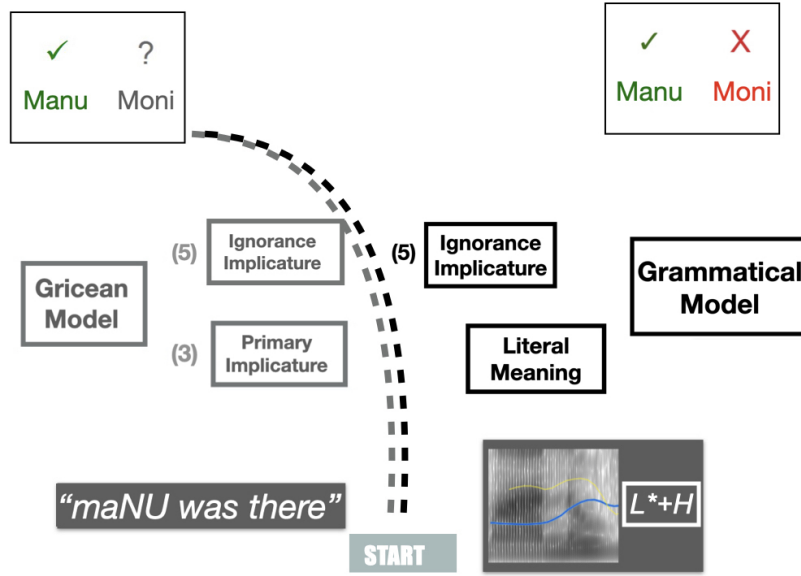 ✓ ?
Manu Moni
✓ X
Manu Moni
(5)
Ignorance
Implicature
(5)
Ignorance
Implicature
Gricean
Model
Grammatical
Model
(3)
Primary
Implicature
Literal
Meaning
“maNU was there”
L*+H
START